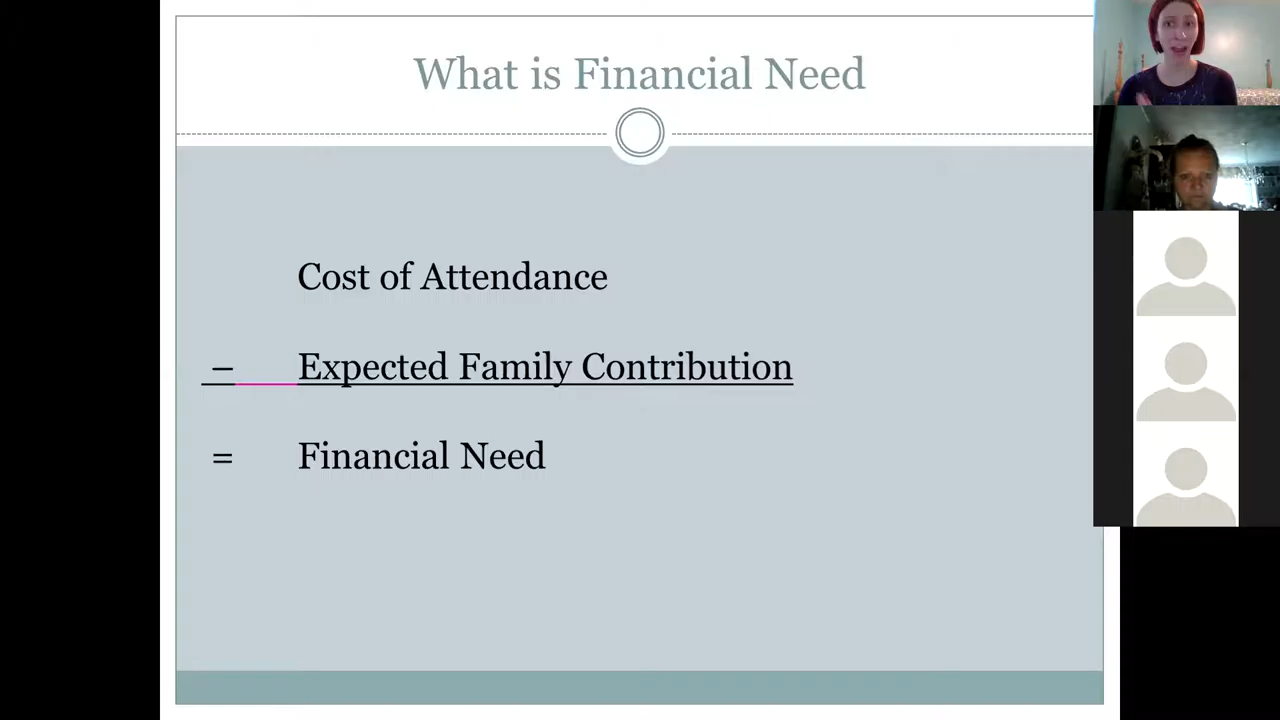 What is Financial Need
Cost of Attendance
– Expected Family Contribution
= Financial Need